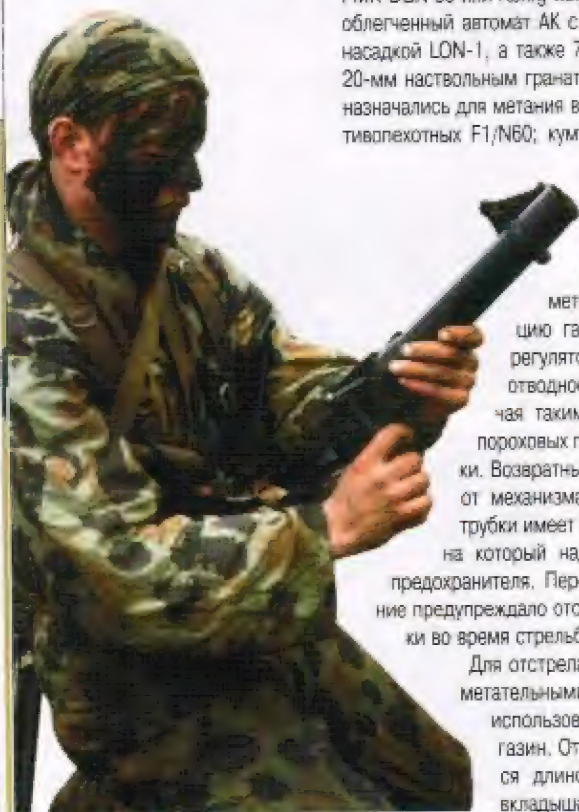 облегченный автомат АК с
насадкой LON-1, а также 7
20-мм наствольным гранат
назначались для метания в
тивопехотных F1/N60; кум
мет
цию га
регулято
отводно
чая таким
пороховых г
ки. Возвратны
от механизма
трубки имеет
на который на
предохранителя. Пер
ние предупреждало отс
ки во время стрельб
Для отстрела
метательными
использов
газин. От
ся длино
вкладыш